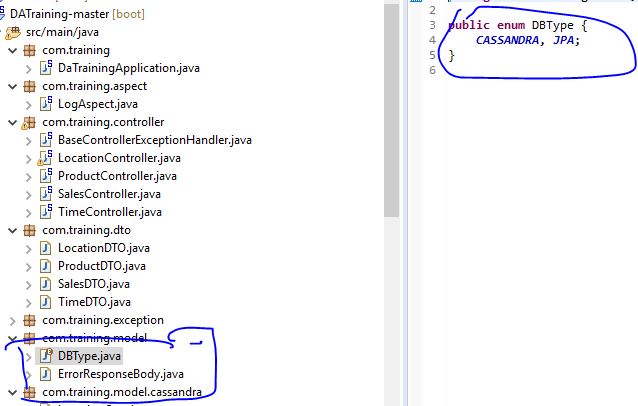 DATraining-master [boot]
src/main/java
com.training
DaTrainingApplication.java
com.training.aspect
LogAspect.java
com.training.controller
BaseControllerExceptionHandler.java
LocationController.java
ProductController.java
SalesController.java
TimeController.java
com.training.dto
LocationDTO.java
ProductDTO.java
SalesDTO.java
TimeDTO.java
com.training.exception
com.training.model
DBType.java
ErrorResponseBody.java
com.training.model.cassandra
2
3 public enum DBType {
4 CASSANDRA, JPA;
5 }
6